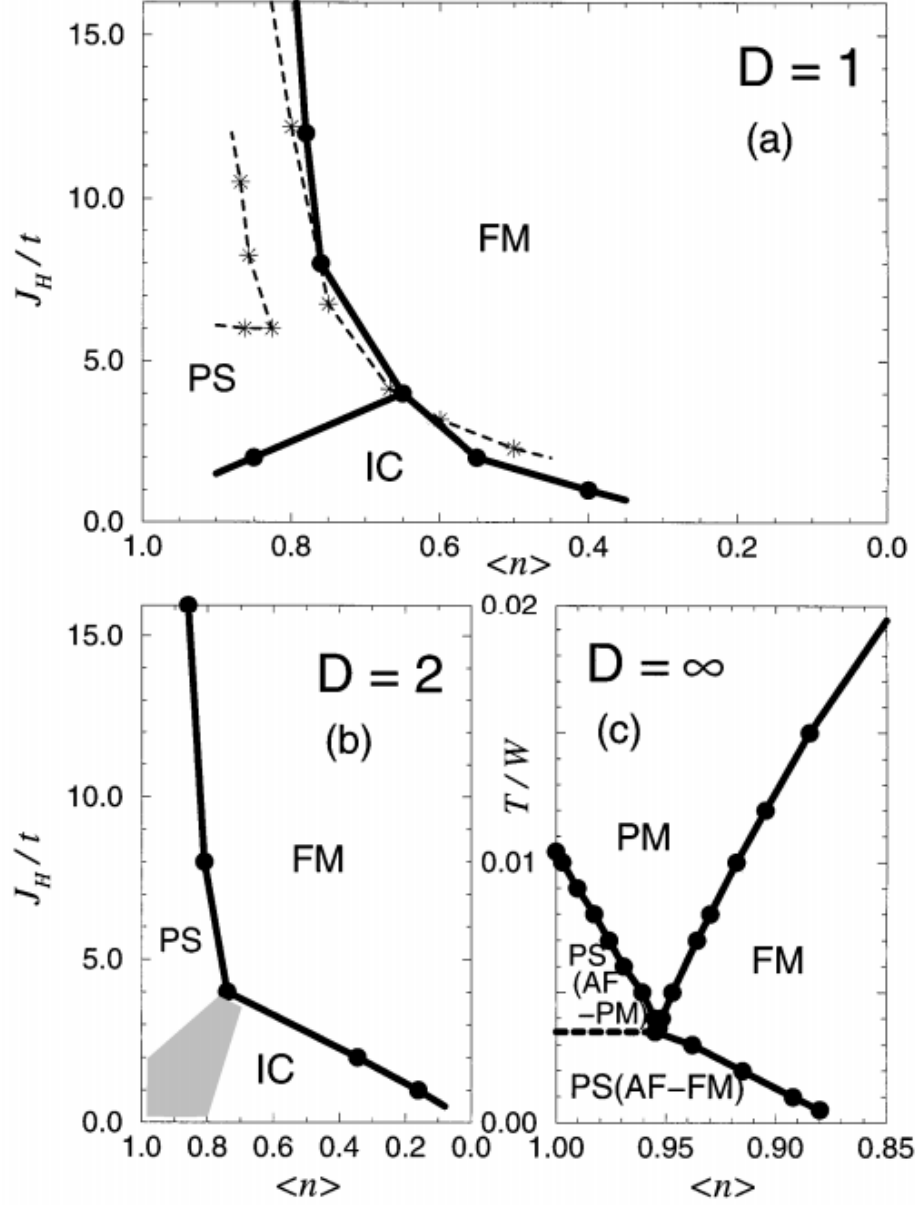 15.0
D = 1
(a)
10.0
FM
J_H / t
5.0
PS
IC
0.0
1.0 0.8 0.6 0.4 0.2 0.0
<n>
15.0
D = 2
(b)
10.0
FM
J_H / t
PS
5.0
IC
0.0
1.0 0.8 0.6 0.4 0.2 0.0
<n>
0.02
D = ∞
(c)
T / W
PM
0.01
FM
PS
(AF
−PM)
PS(AF−FM)
0.00
1.00 0.95 0.90 0.85
<n>